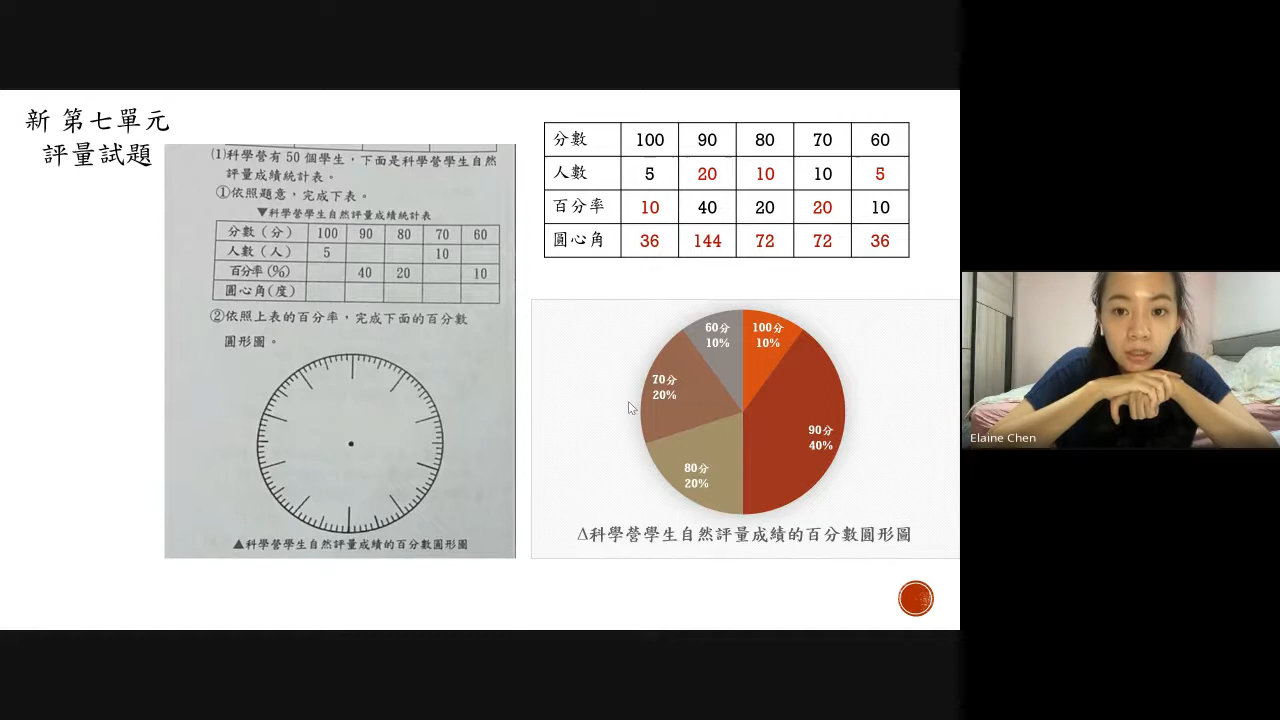 新 第七單元
評量試題
(1)科學營有 50 個學生，下面是科學營學生自然
評量成績統計表。
①依照題意，完成下表。
▼科學營學生自然評量成績統計表
分數（分） 100 90 80 70 60
人數（人） 5 10
百分率(%) 40 20 10
圓心角(度)
②依照上表的百分率，完成下面的百分數
圓形圖。
▲科學營學生自然評量成績的百分數圓形圖
分數 100 90 80 70 60
人數 5 20 10 10 5
百分率 10 40 20 20 10
圓心角 36 144 72 72 36
60分
10%
100分
10%
70分
20%
90分
40%
80分
20%
Δ科學營學生自然評量成績的百分數圓形圖
Elaine Chen